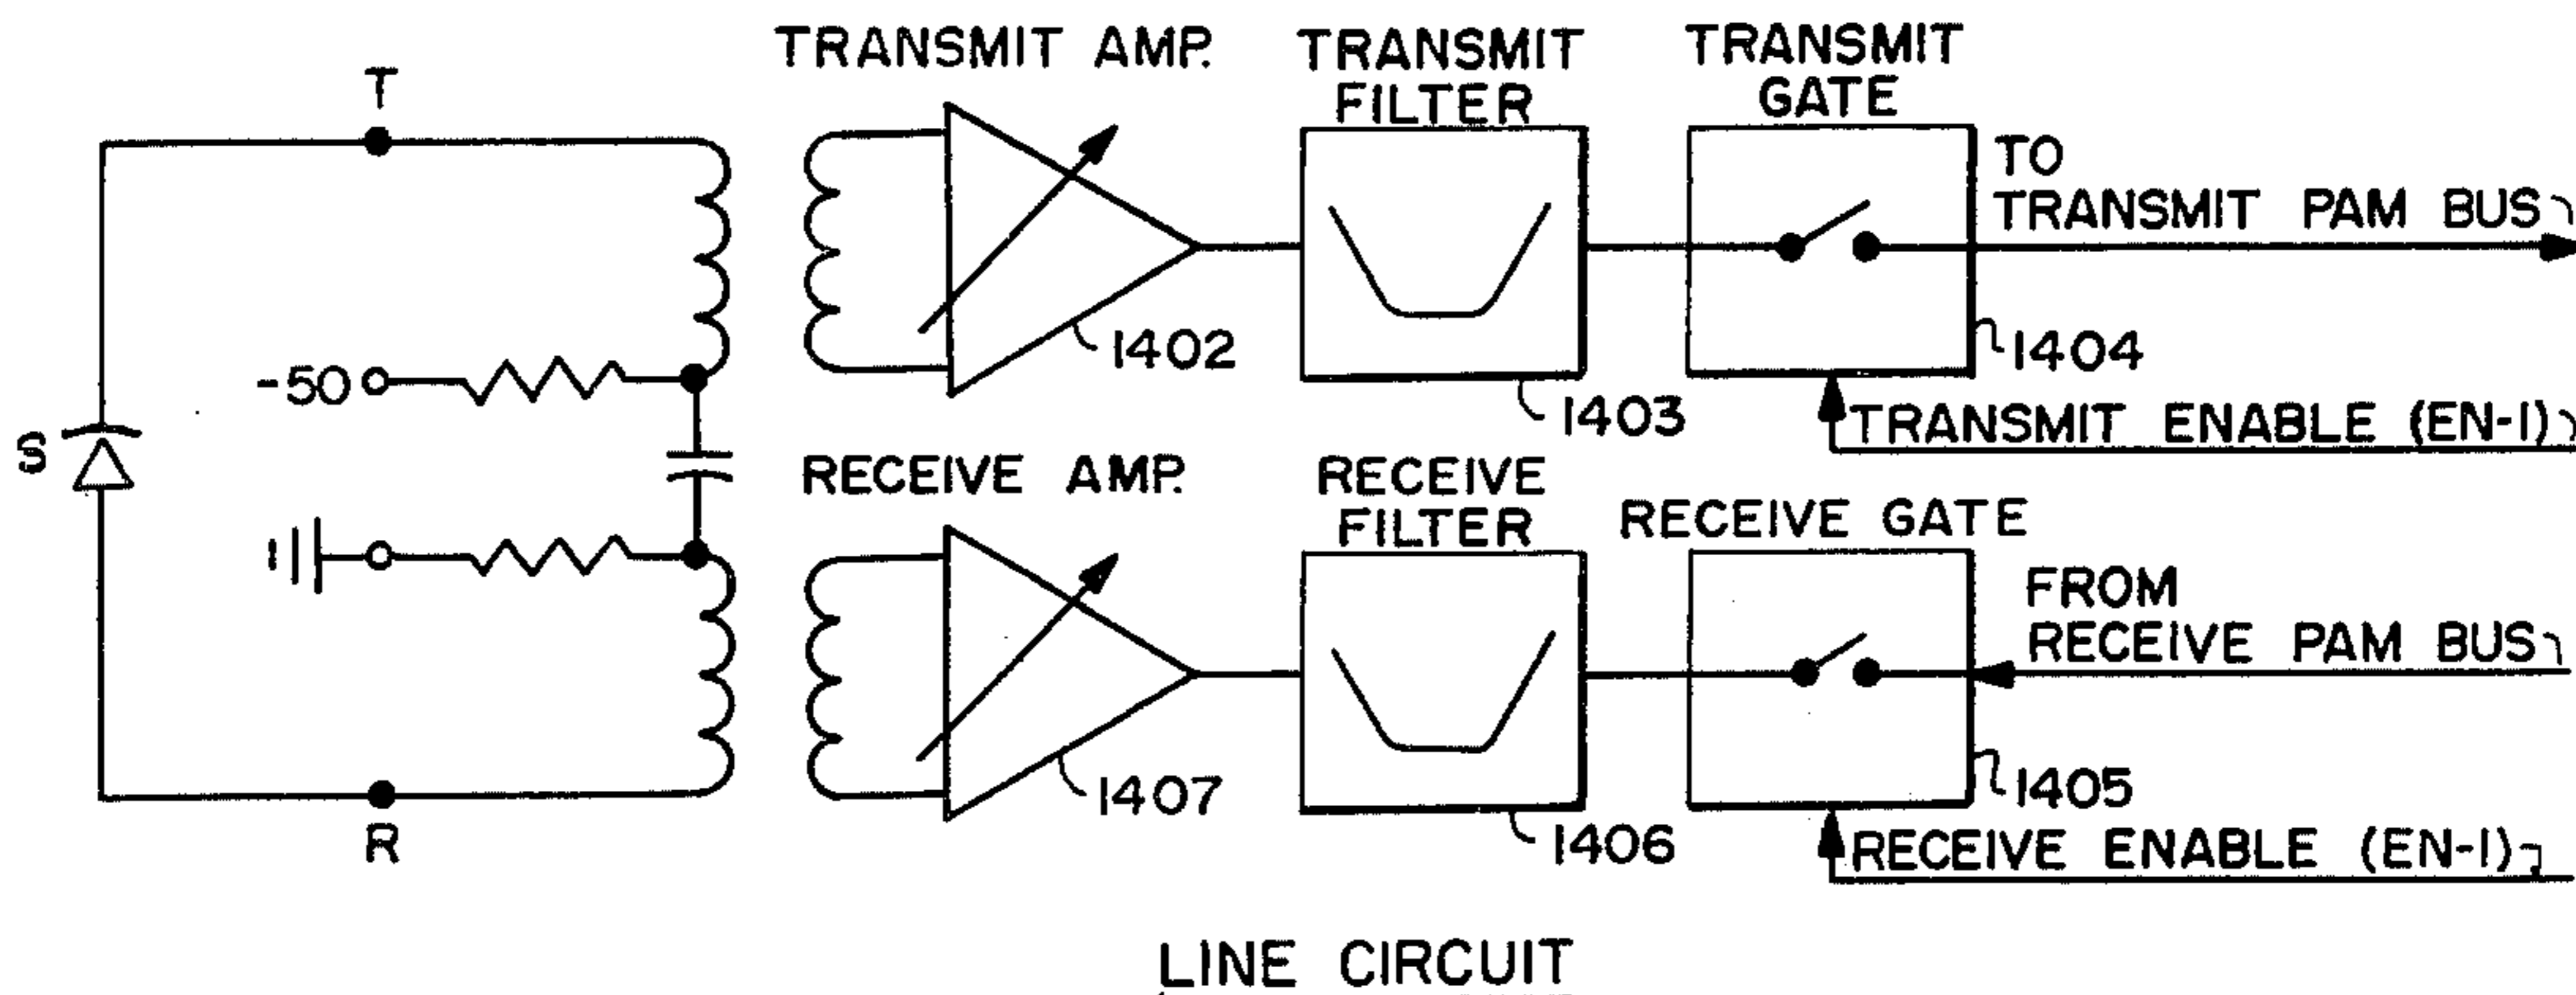 TRANSMIT AMP.
TRANSMIT
FILTER
TRANSMIT
GATE
T
TO
TRANSMIT PAM BUS
-50
1402
1403
1404
TRANSMIT ENABLE (EN-1)
S
RECEIVE AMP.
RECEIVE
FILTER
RECEIVE GATE
FROM
RECEIVE PAM BUS
1407
1406
1405
R
RECEIVE ENABLE (EN-1)
LINE CIRCUIT